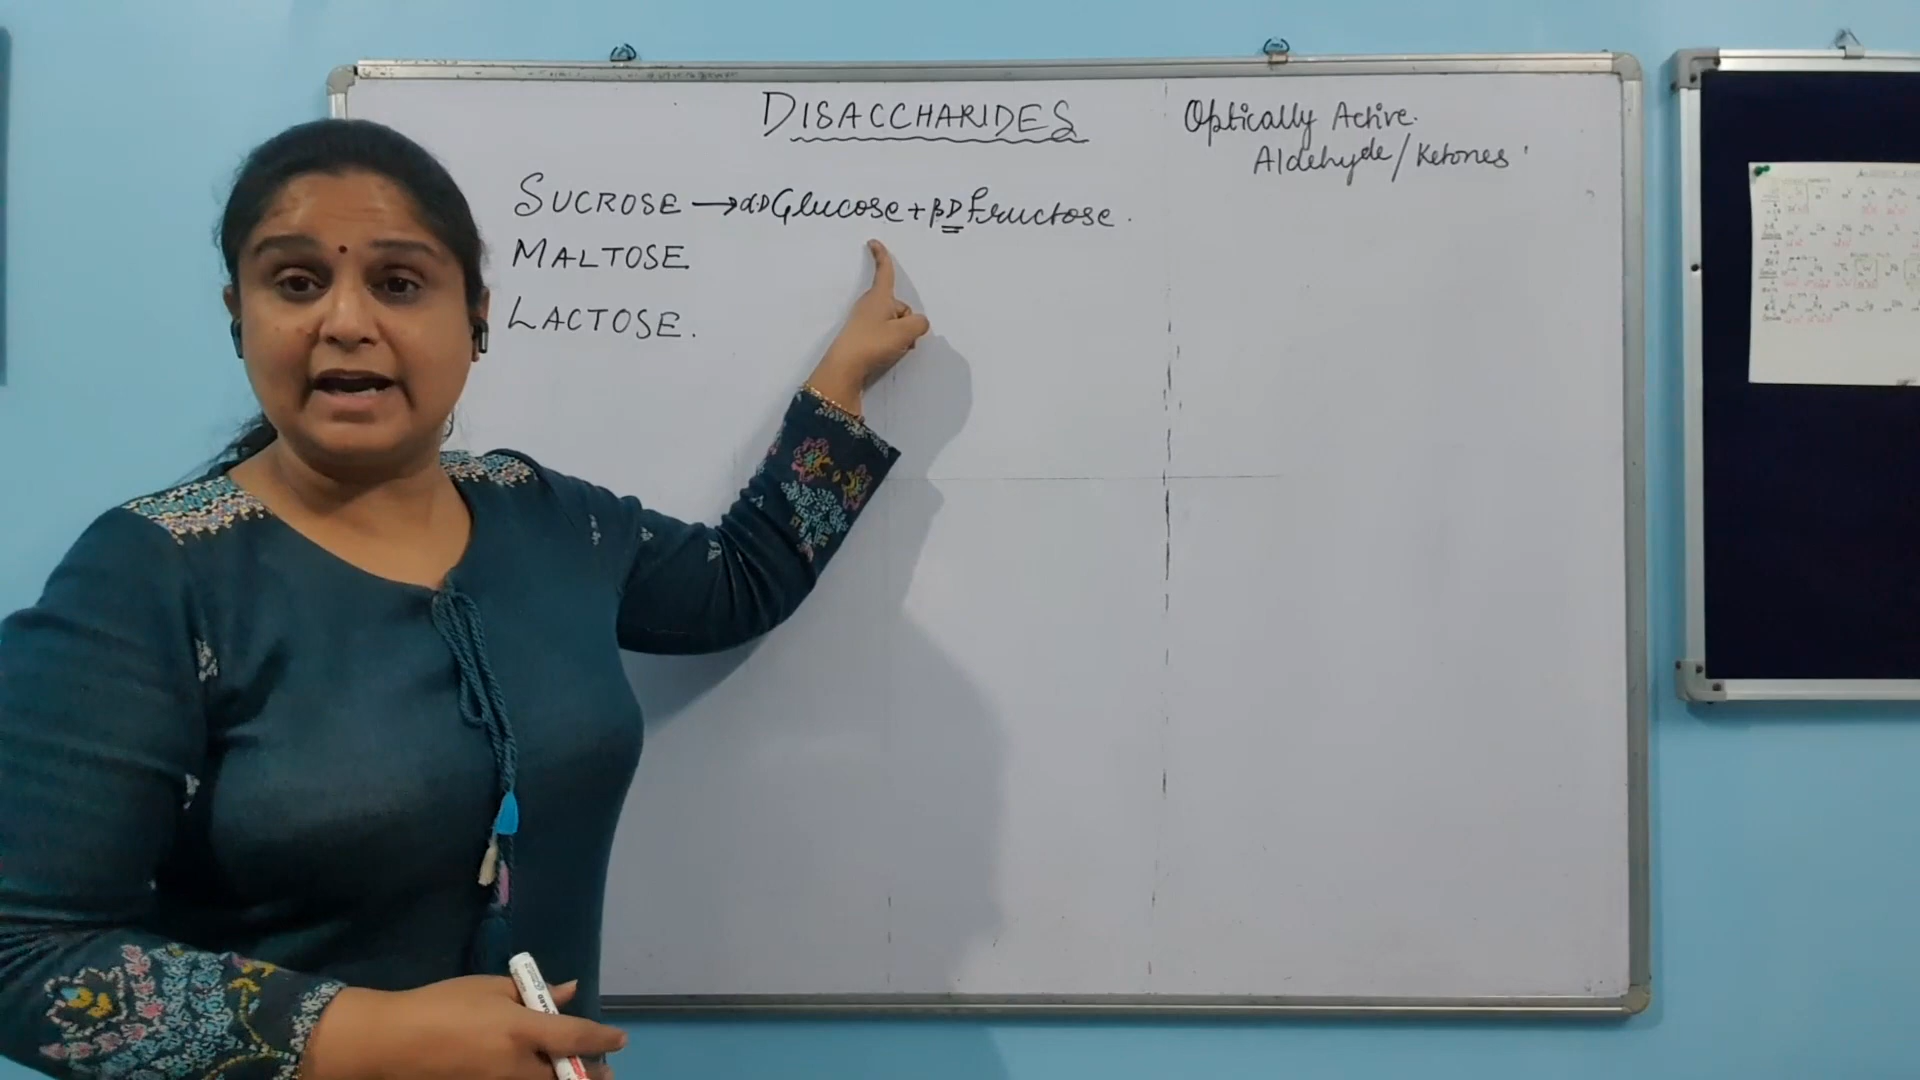 DISACCHARIDES
Optically Active.
Aldehyde/Ketones
SUCROSE → αD Glucose + βD Fructose.
MALTOSE
LACTOSE.